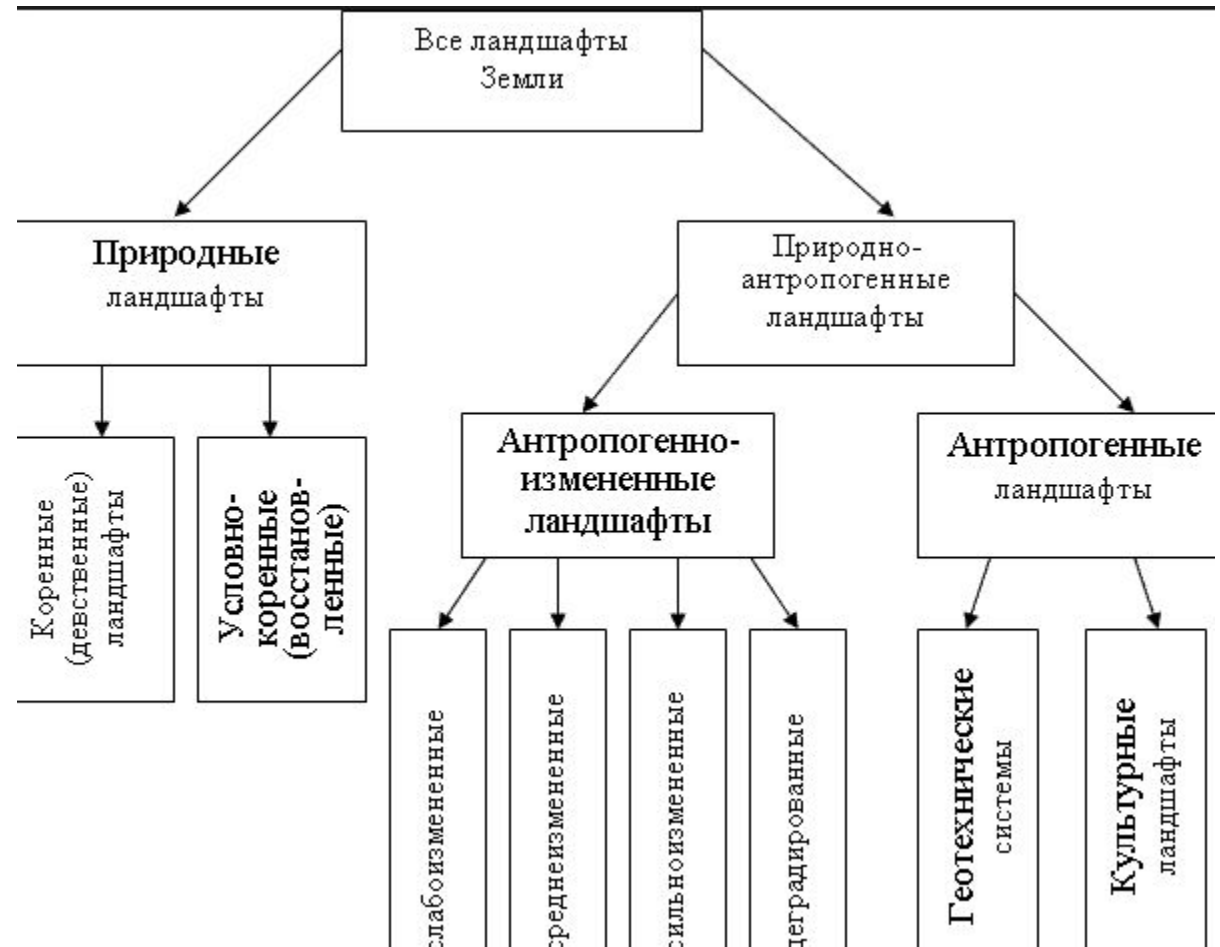 Все ландшафты
Земли
Природные
ландшафты
Природно-
антропогенные
ландшафты
Антропогенно-
измененные
ландшафты
Антропогенные
ландшафты
Коренные
(девственные)
ландшафты
Условно-
коренные
(восстанов-
ленные)
слабоизмененные
среднеизмененные
сильноизмененные
деградированные
Геотехнические
системы
Культурные
ландшафты